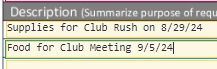 Description (Summarize purpose of requ
Supplies for Club Rush on 8/29/24
Food for Club Meeting 9/5/24